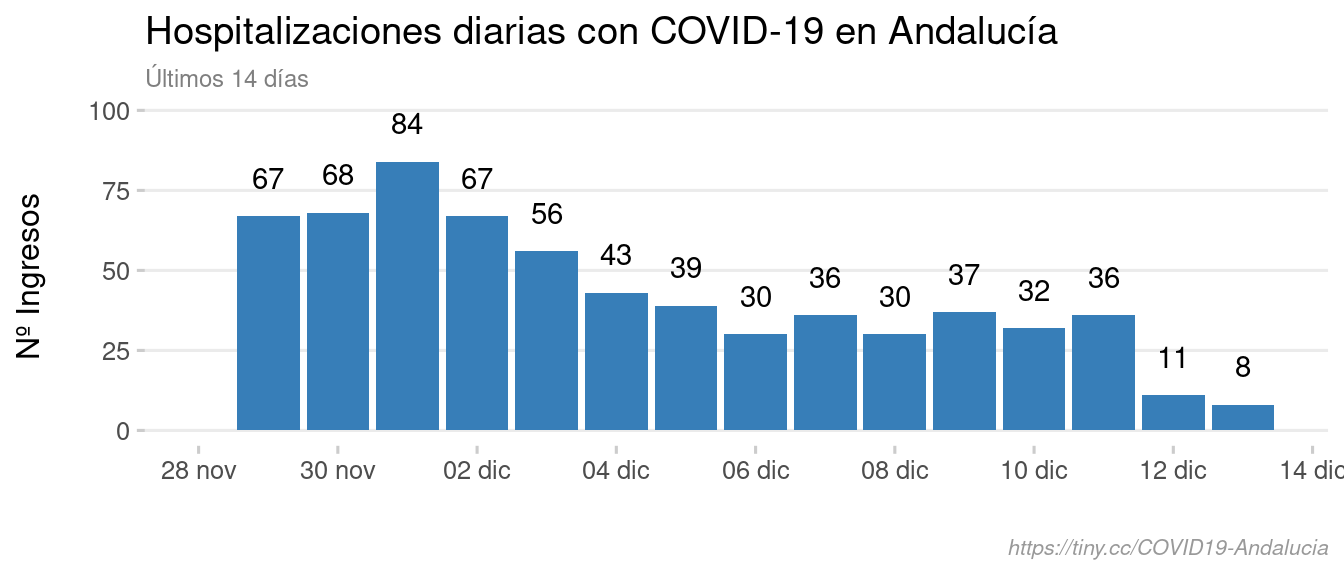 Hospitalizaciones diarias con COVID-19 en Andalucía
Últimos 14 días
Nº Ingresos
100
75
50
25
0
67
68
84
67
56
43
39
30
36
30
37
32
36
11
8
28 nov
30 nov
02 dic
04 dic
06 dic
08 dic
10 dic
12 dic
14 dic
https://tiny.cc/COVID19-Andalucia